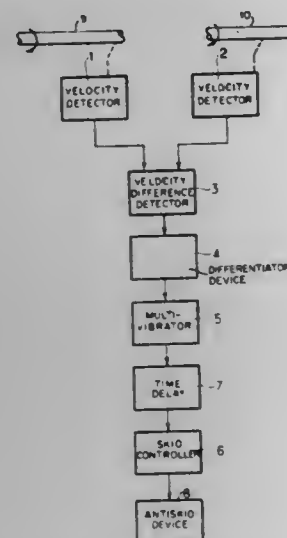 9
10
1
2
VELOCITY
DETECTOR
VELOCITY
DETECTOR
VELOCITY
DIFFERENCE
DETECTOR
3
4
DIFFERENTIATOR
DEVICE
MULTI-
VIBRATOR
5
TIME
DELAY
7
SKID
CONTROLLER
6
8
ANTISKID
DEVICE